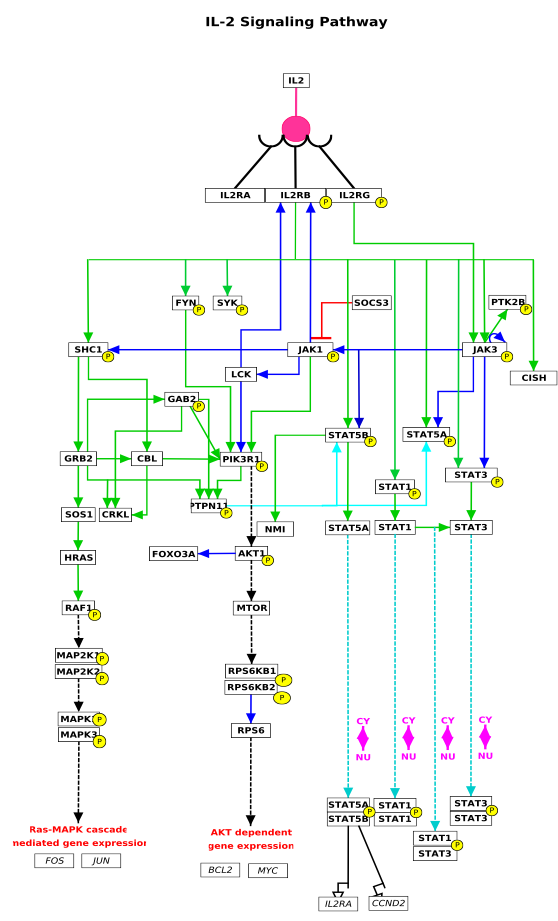 IL-2 Signaling Pathway
IL2
IL2RA IL2RB P IL2RG P
FYN P SYK P SOCS3 PTK2B P
SHC1 P JAK1 P JAK3 P
LCK CISH
GAB2 P
STAT5B P STAT5A P
GRB2 CBL PIK3R1 P STAT3 P
STAT1 P
PTPN11 P
SOS1 CRKL NMI STAT5A STAT1 STAT3
HRAS FOXO3A AKT1 P
RAF1 P MTOR
MAP2K1 P
MAP2K2 P
RPS6KB1 P
RPS6KB2 P
MAPK P
MAPK3 P
RPS6
CY CY CY CY
NU NU NU NU
STAT5A P STAT1 P STAT3 P
STAT5B STAT1 STAT3
Ras-MAPK cascade
mediated gene expression
AKT dependent
gene expression
STAT1 P
STAT3
FOS JUN
BCL2 MYC
IL2RA CCND2